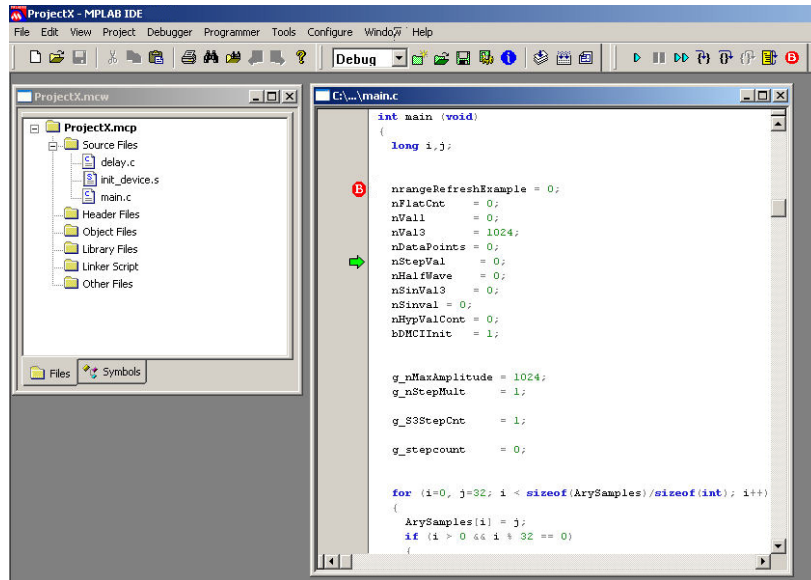 ProjectX - MPLAB IDE
File Edit View Project Debugger Programmer Tools Configure Window Help
Debug
ProjectX.mcw
ProjectX.mcp
Source Files
delay.c
init_device.s
main.c
Header Files
Object Files
Library Files
Linker Script
Other Files
Files Symbols
C:\...\main.c
int main (void)
{
long i,j;
B nrangeRefreshExample = 0;
nFlatCnt = 0;
nVal1 = 0;
nVal3 = 1024;
nDataPoints = 0;
nStepVal = 0;
nHalfWave = 0;
nSinVal3 = 0;
nSinval = 0;
nHypValCont = 0;
bDMCIInit = 1;
g_nMaxAmplitude = 1024;
g_nStepMult = 1;
g_S3StepCnt = 1;
g_stepcount = 0;
for (i=0, j=32; i < sizeof(ArySamples)/sizeof(int); i++)
{
ArySamples[i] = j;
if (i > 0 && i % 32 == 0)
{